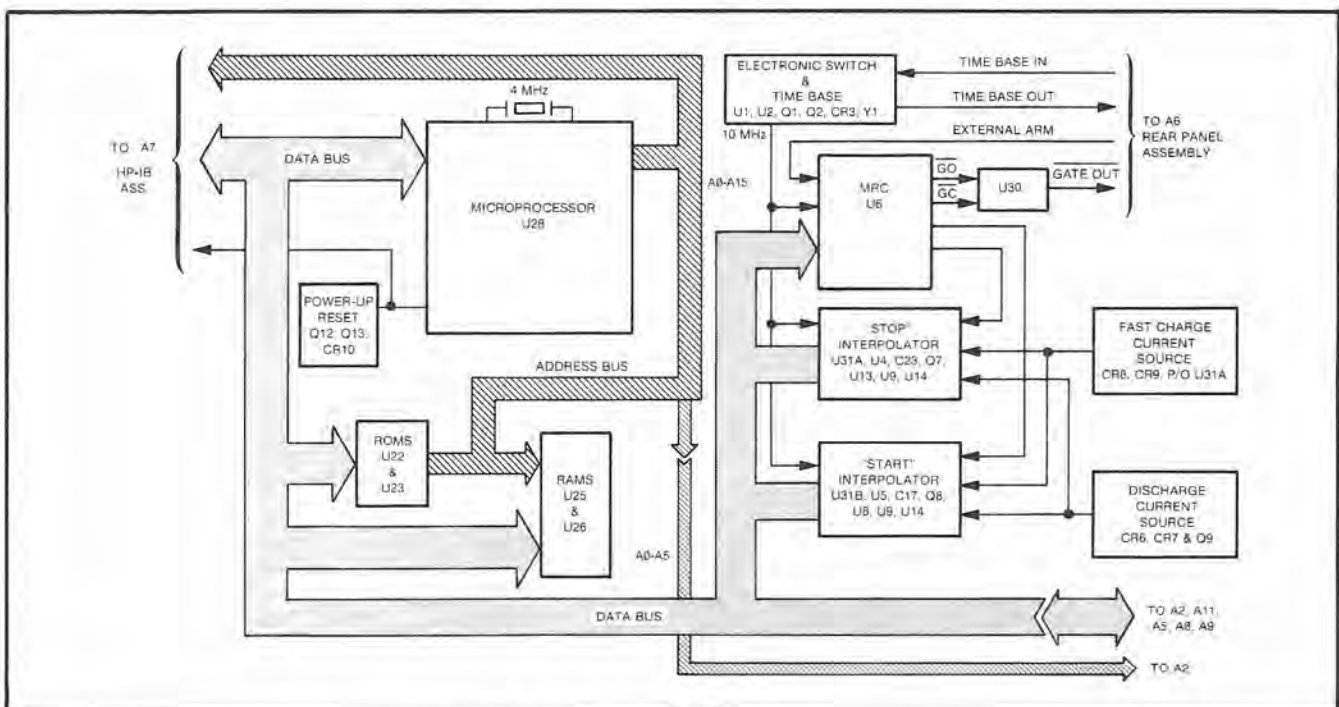 TO A7
HP-IB
ASS.
DATA BUS
4 MHz
MICROPROCESSOR
U28
POWER-UP
RESET
Q12, Q13,
CR10
ADDRESS BUS
ROMS
U22
&
U23
RAMS
U25
&
U26
A0-A15
A0-A5
DATA BUS
ELECTRONIC SWITCH
&
TIME BASE
U1, U2, Q1, Q2, CR3, Y1
10 MHz
TIME BASE IN
TIME BASE OUT
EXTERNAL ARM
TO A6
REAR PANEL
ASSEMBLY
MRC
U6
GO
GC
U30
GATE OUT
"STOP"
INTERPOLATOR
U31A, U4, C23, Q7,
U13, U9, U14
"START"
INTERPOLATOR
U31B, U5, C17, Q8,
U8, U9, U14
FAST CHARGE
CURRENT
SOURCE
CR8, CR9, P/O U31A
DISCHARGE
CURRENT
SOURCE
CR6, CR7 & Q9
TO A2, A11,
A5, A8, A9
TO A2